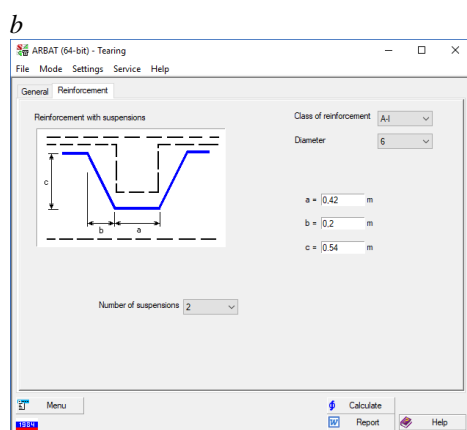 b
ARBAT (64-bit) - Tearing
File Mode Settings Service Help
General Reinforcement
Reinforcement with suspensions
Class of reinforcement A-I
Diameter 6
c
b a
a = 0.42 m
b = 0.2 m
c = 0.54 m
Number of suspensions 2
Menu Calculate
1984 Report Help